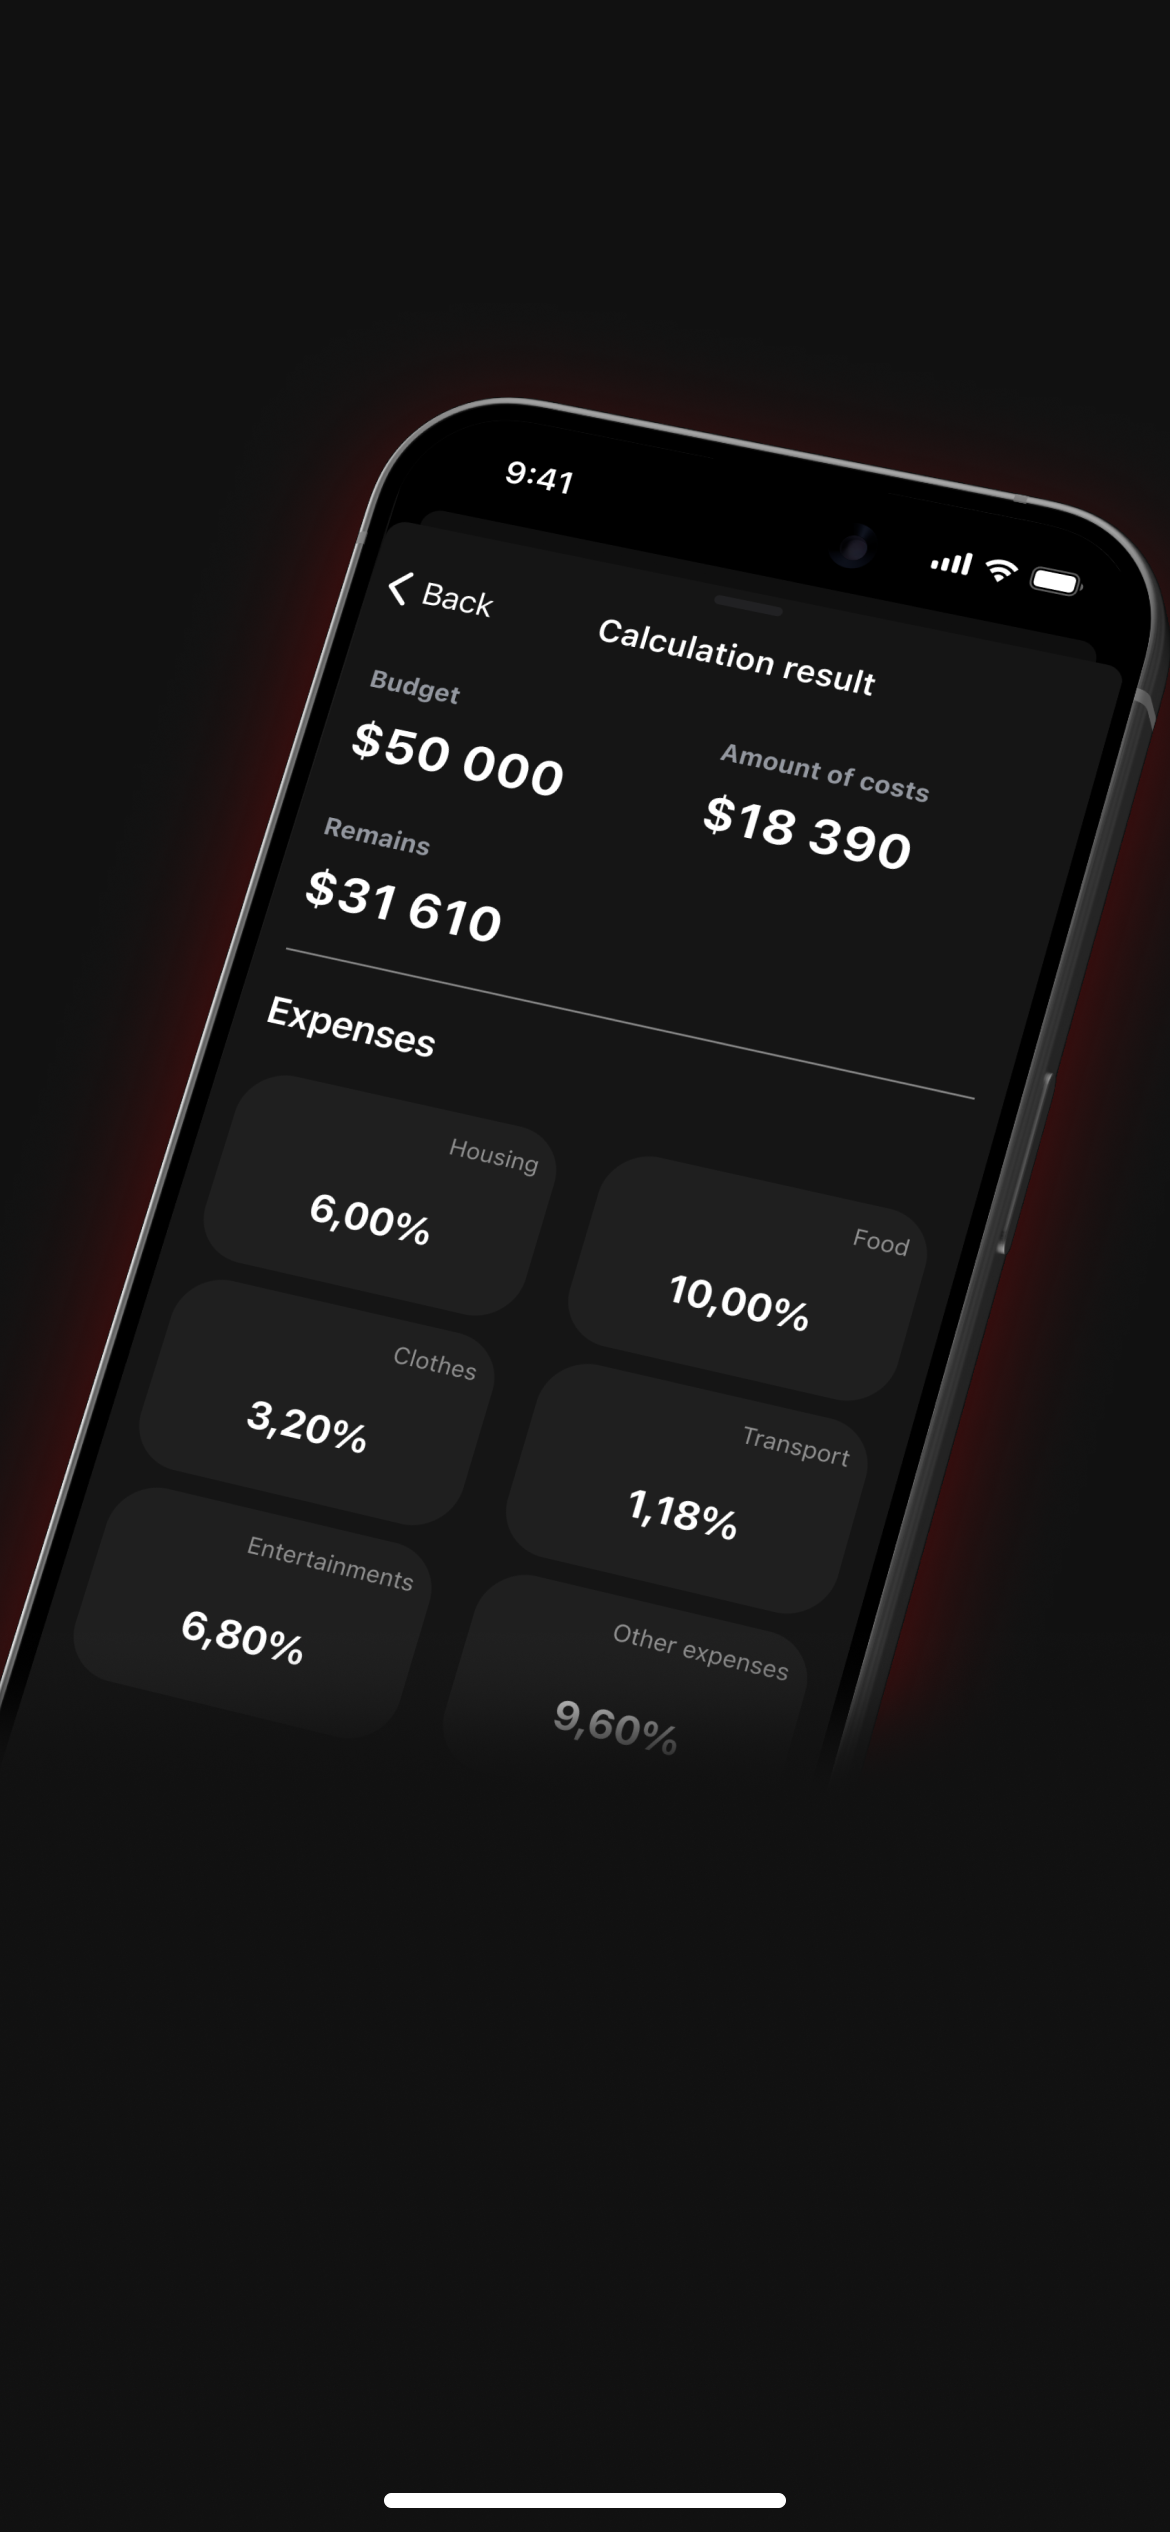 9:41
Back
Calculation result
Budget
$50 000
Amount of costs
$18 390
Remains
$31 610
Expenses
Housing
6,00%
Food
10,00%
Clothes
3,20%
Transport
1,18%
Entertainments
6,80%
Other expenses
9,60%